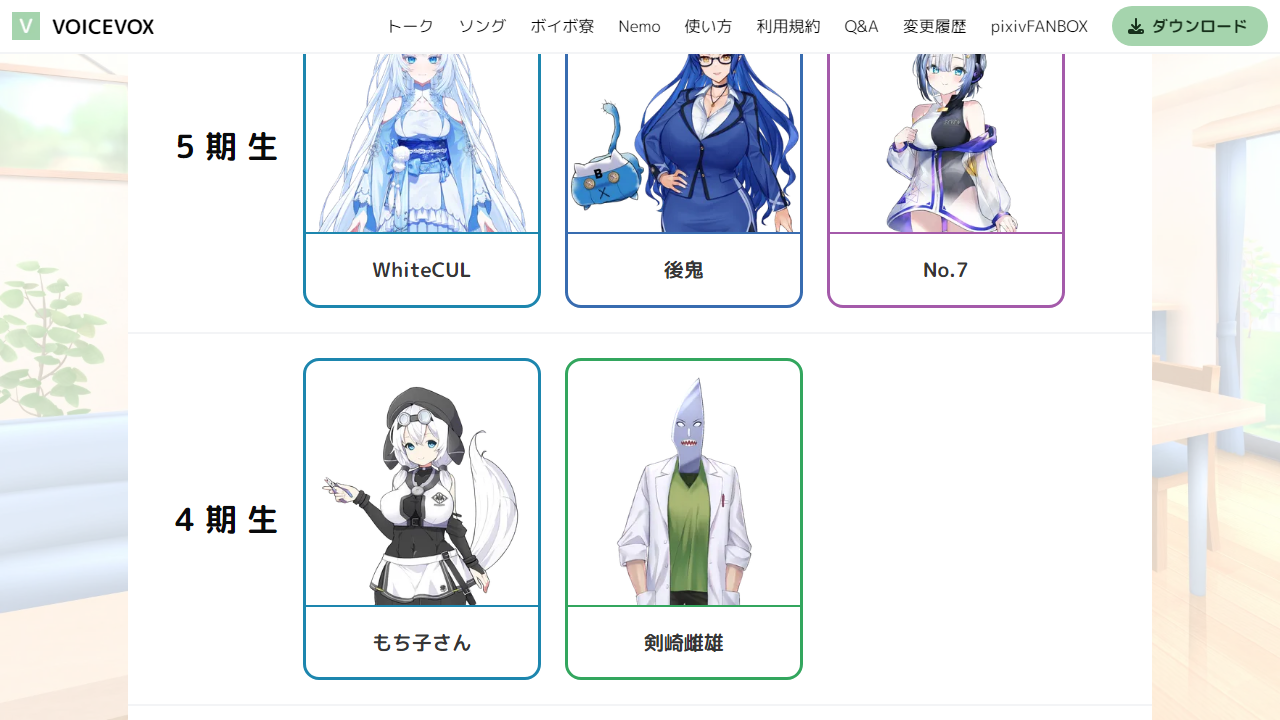 V VOICEVOX トーク ソング ボイボ寮 Nemo 使い方 利用規約 Q&A 変更履歴 pixivFANBOX ダウンロード
5期生
B
WhiteCUL 後鬼 No.7
4期生
もち子さん 剣崎雌雄